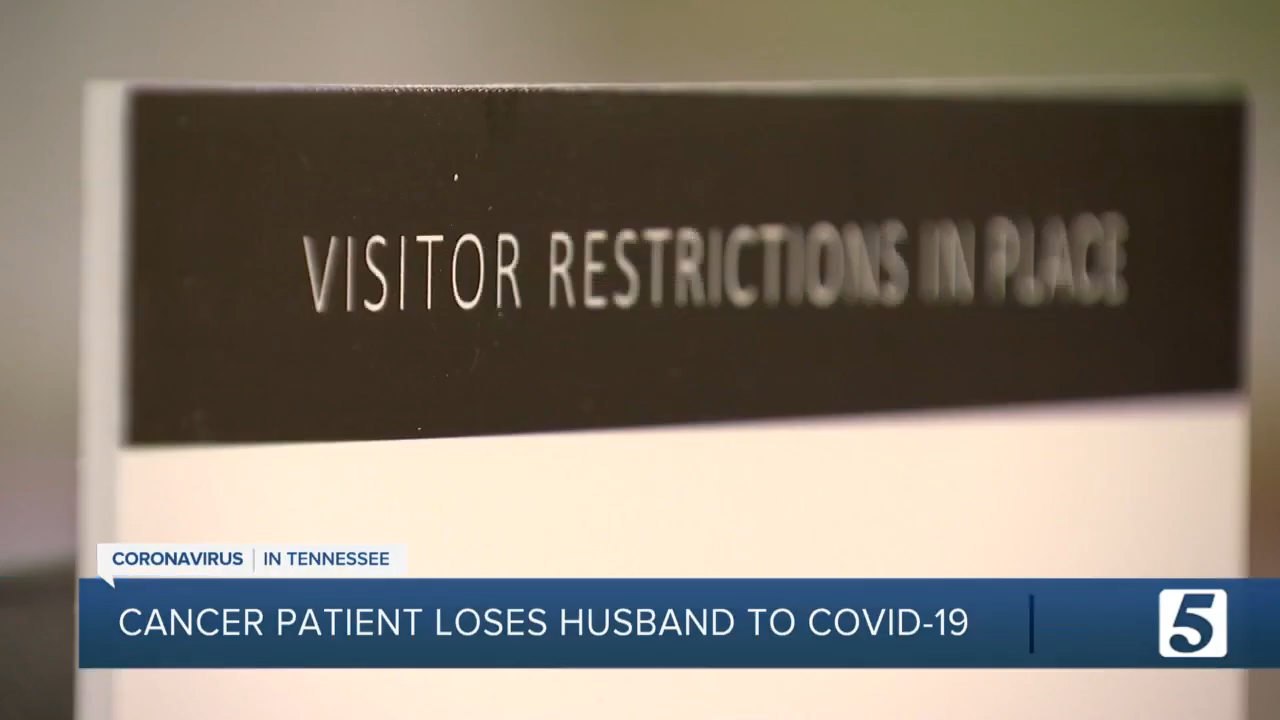 VISITOR RESTRICTIONS IN PLACE
CORONAVIRUS IN TENNESSEE
CANCER PATIENT LOSES HUSBAND TO COVID-19
5